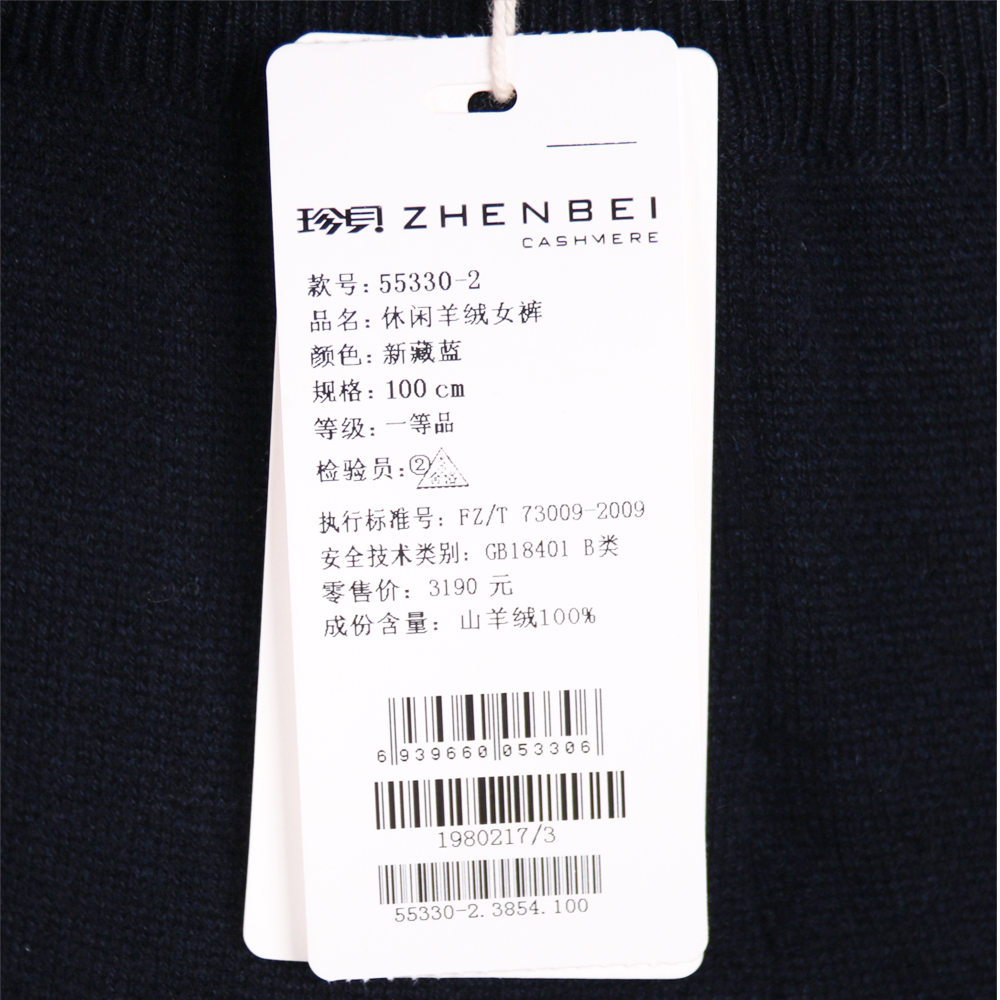 珍貝 ZHENBEI
CASHMERE
款号: 55330-2
品名: 休闲羊绒女裤
颜色: 新藏蓝
规格: 100 cm
等级: 一等品
检验员: ②
执行标准号: FZ/T 73009-2009
安全技术类别: GB18401 B类
零售价: 3190 元
成份含量: 山羊绒100%
6 939660 053306
1980217/3
55330-2.3854.100